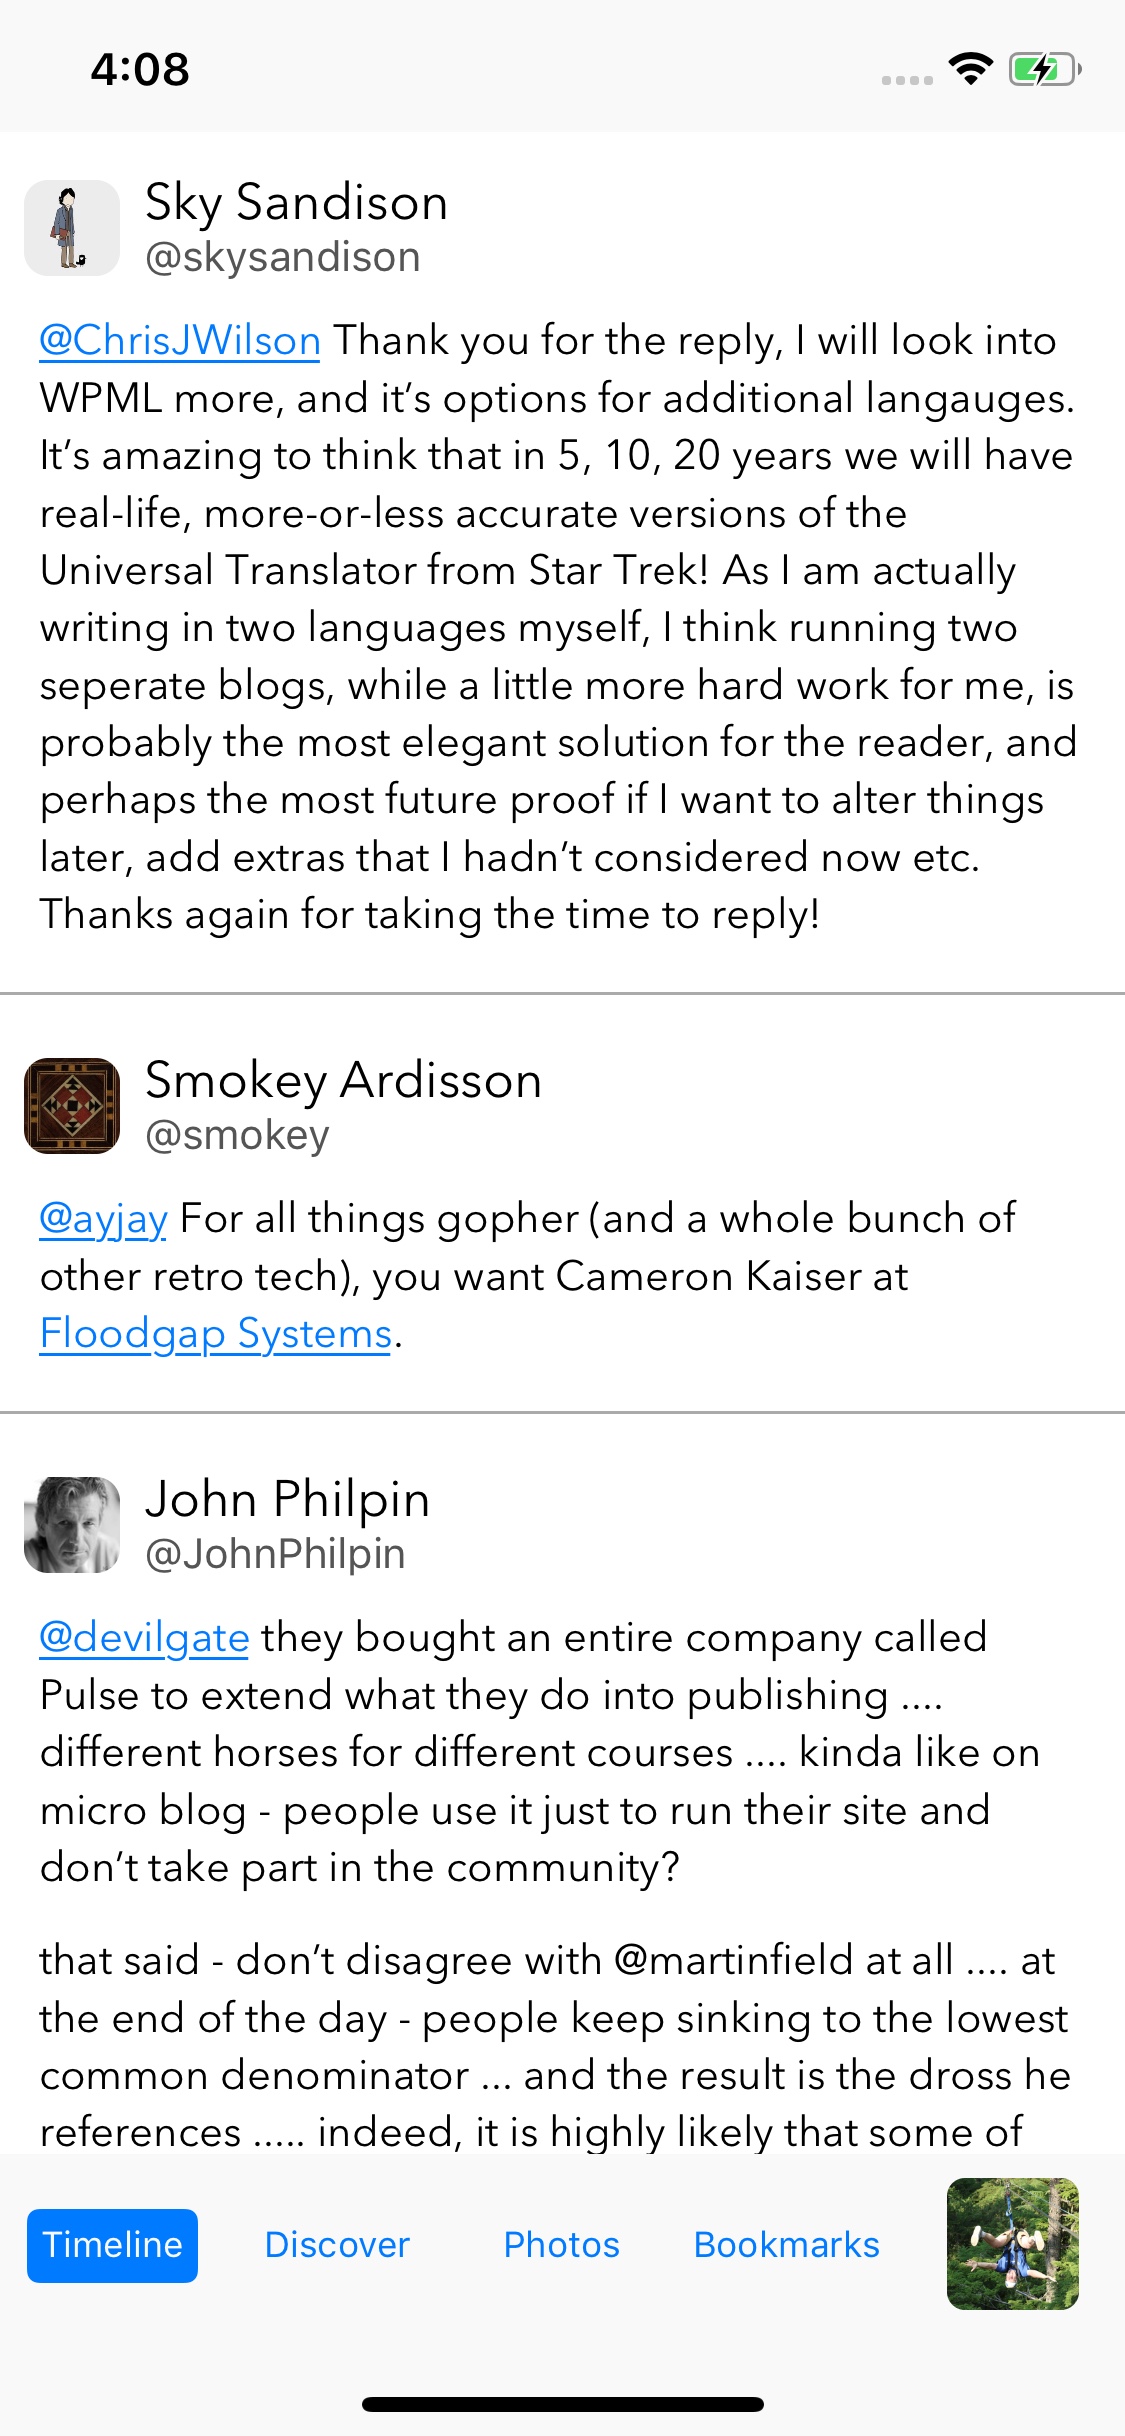 4:08
Sky Sandison
@skysandison
@ChrisJWilson Thank you for the reply, I will look into
WPML more, and it’s options for additional langauges.
It’s amazing to think that in 5, 10, 20 years we will have
real-life, more-or-less accurate versions of the
Universal Translator from Star Trek! As I am actually
writing in two languages myself, I think running two
seperate blogs, while a little more hard work for me, is
probably the most elegant solution for the reader, and
perhaps the most future proof if I want to alter things
later, add extras that I hadn’t considered now etc.
Thanks again for taking the time to reply!
Smokey Ardisson
@smokey
@ayjay For all things gopher (and a whole bunch of
other retro tech), you want Cameron Kaiser at
Floodgap Systems.
John Philpin
@JohnPhilpin
@devilgate they bought an entire company called
Pulse to extend what they do into publishing ....
different horses for different courses .... kinda like on
micro blog - people use it just to run their site and
don’t take part in the community?
that said - don’t disagree with @martinfield at all .... at
the end of the day - people keep sinking to the lowest
common denominator ... and the result is the dross he
references ..... indeed, it is highly likely that some of
Timeline Discover Photos Bookmarks